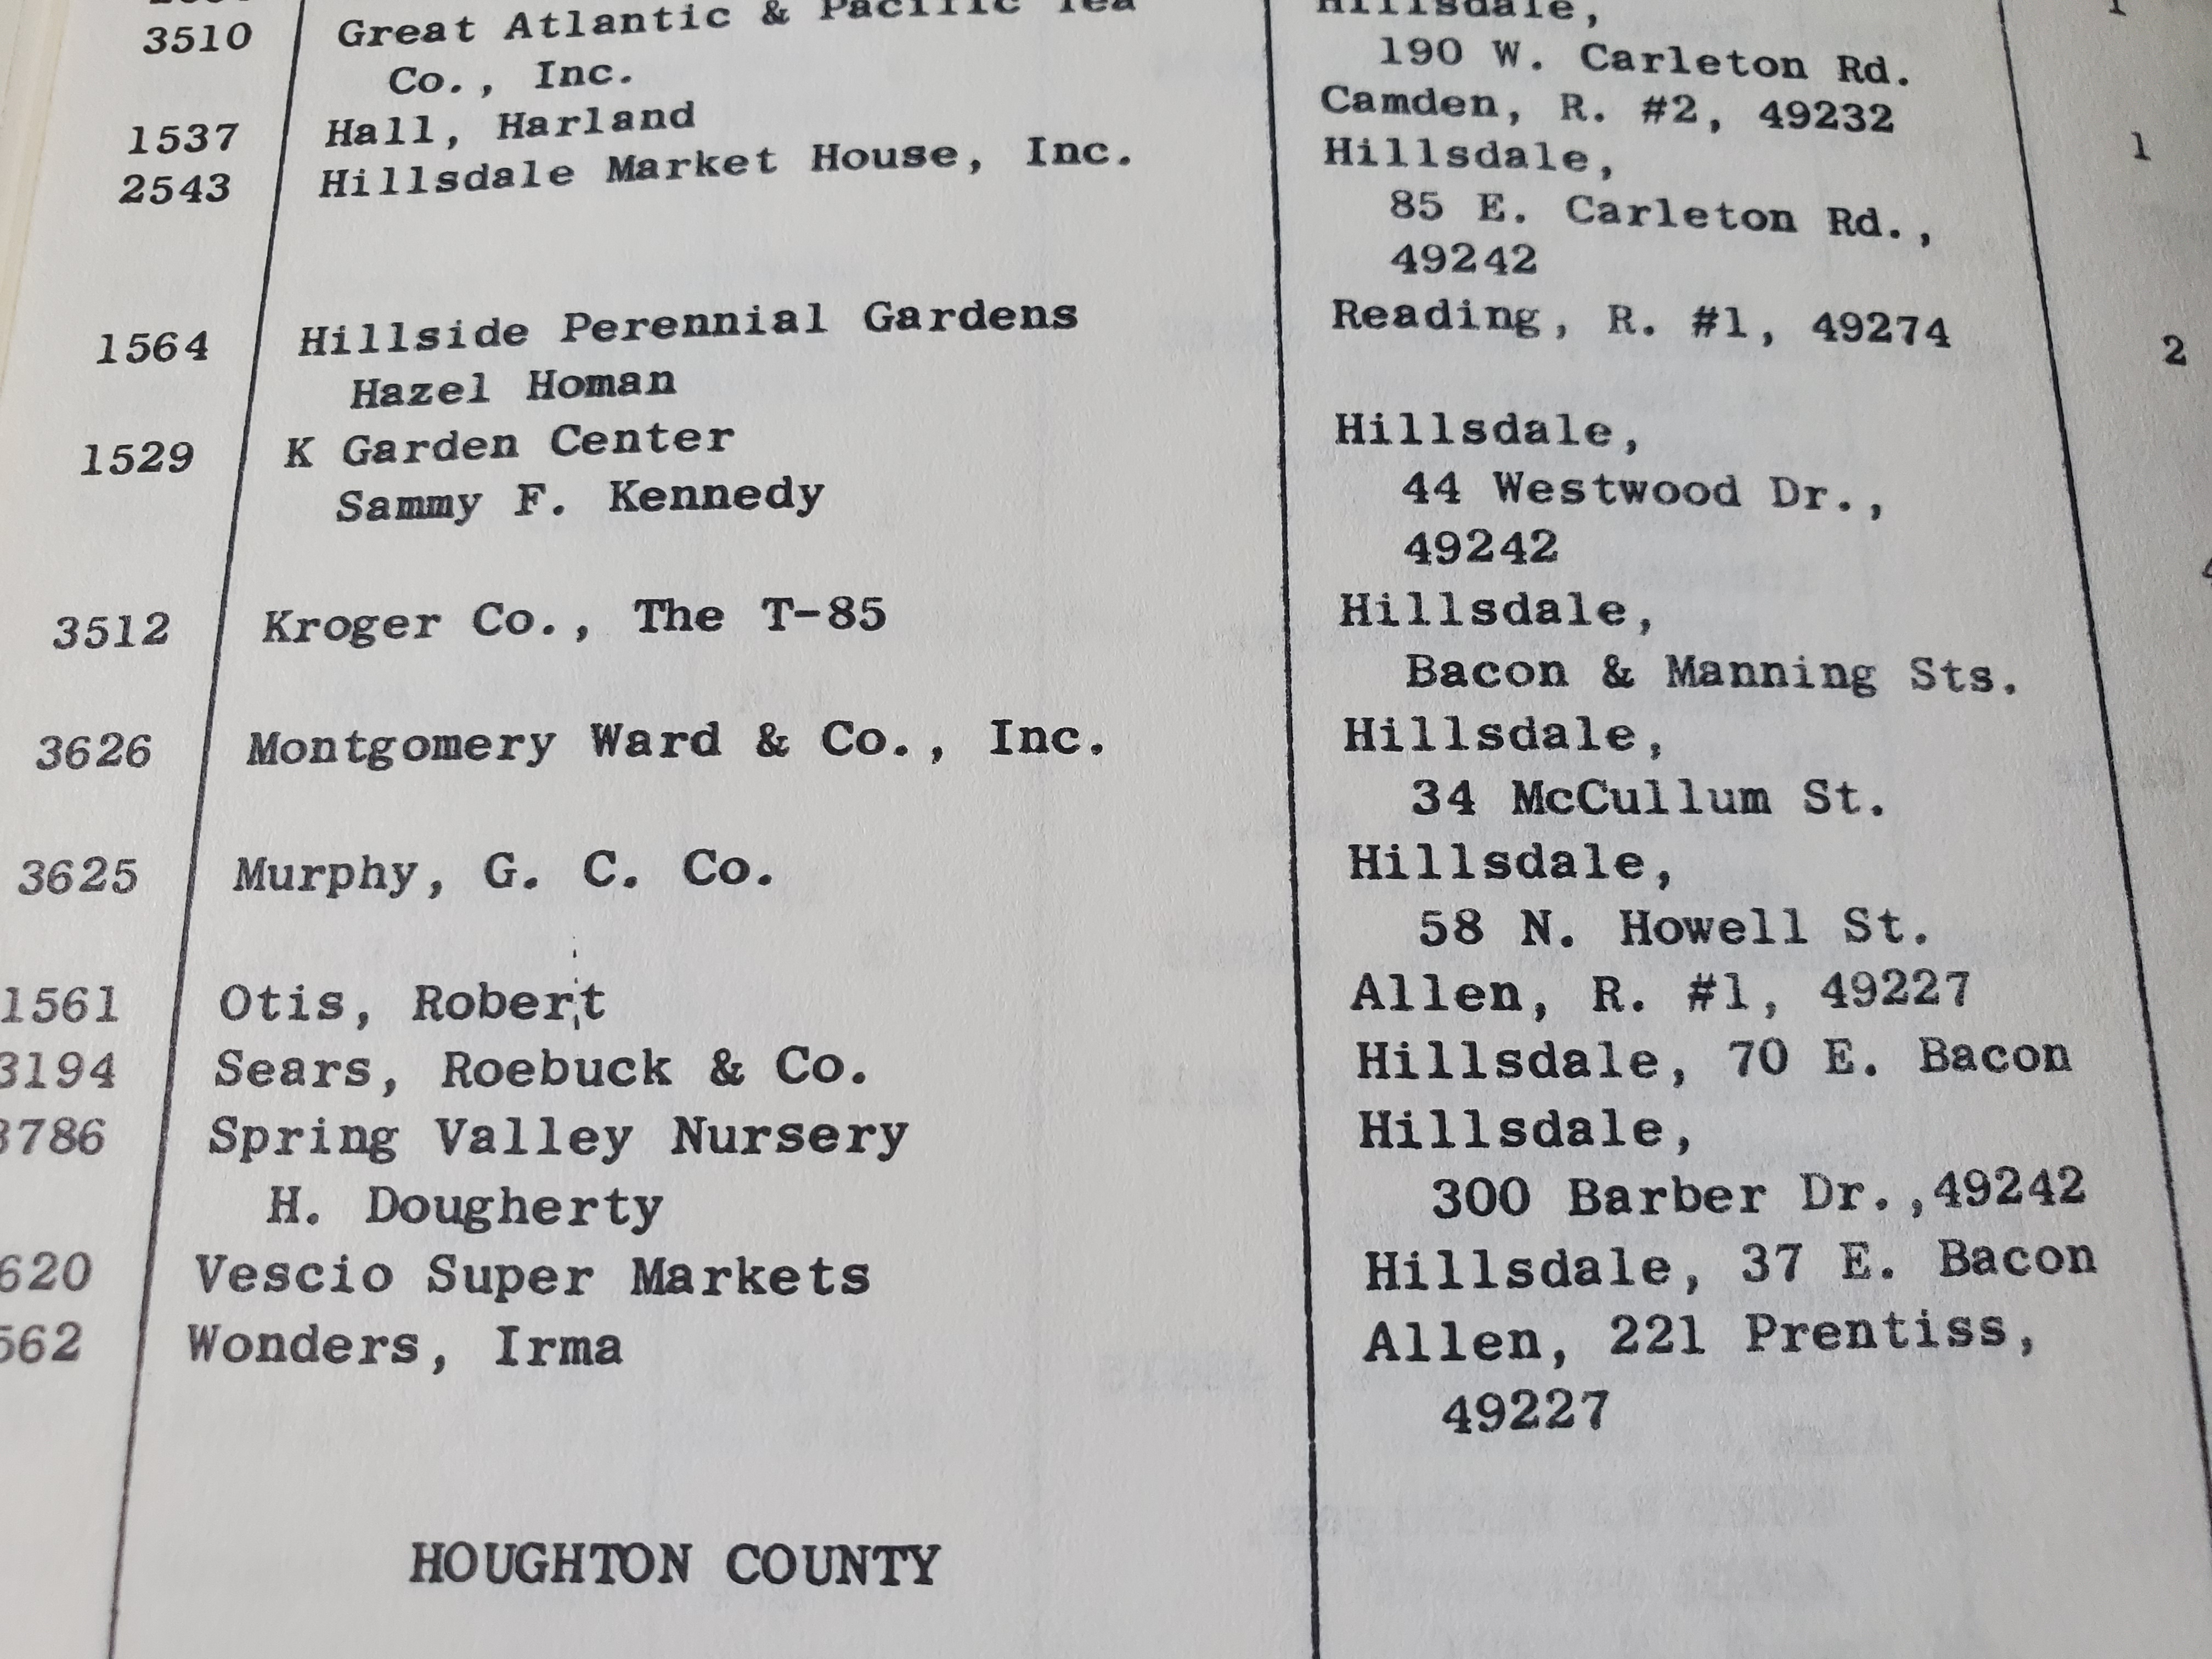 3510 Great Atlantic & Pacific Tea Hillsdale,
Co., Inc. 190 W. Carleton Rd.
1537 Hall, Harland Camden, R. #2, 49232
2543 Hillsdale Market House, Inc. Hillsdale, 1
85 E. Carleton Rd.,
49242
1564 Hillside Perennial Gardens Reading, R. #1, 49274 2
Hazel Homan
1529 K Garden Center Hillsdale,
Sammy F. Kennedy 44 Westwood Dr.,
49242
3512 Kroger Co., The T-85 Hillsdale,
Bacon & Manning Sts.
3626 Montgomery Ward & Co., Inc. Hillsdale,
34 McCullum St.
3625 Murphy, G. C. Co. Hillsdale,
58 N. Howell St.
1561 Otis, Robert Allen, R. #1, 49227
3194 Sears, Roebuck & Co. Hillsdale, 70 E. Bacon
3786 Spring Valley Nursery Hillsdale,
H. Dougherty 300 Barber Dr.,49242
620 Vescio Super Markets Hillsdale, 37 E. Bacon
562 Wonders, Irma Allen, 221 Prentiss,
49227
HOUGHTON COUNTY